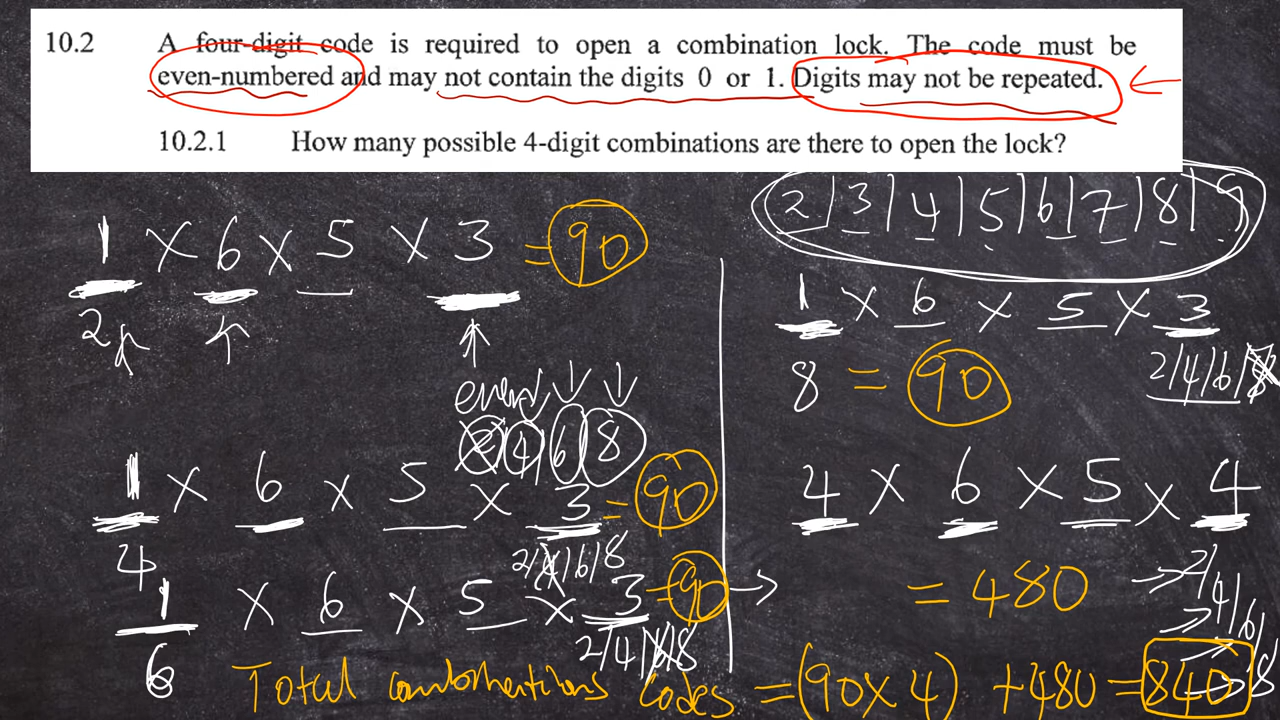 10.2 A four-digit code is required to open a combination lock. The code must be
even-numbered and may not contain the digits 0 or 1. Digits may not be repeated.
10.2.1 How many possible 4-digit combinations are there to open the lock?
2/3/4/5/6/7/8/9
1 × 6 × 5 × 3 = 90
2
even
2/4/6/8
1 × 6 × 5 × 3 = 90
4
2/4/6/8
1 × 6 × 5 × 3 = 90
6
2/4/6/8
1 × 6 × 5 × 3
8 = 90
2/4/6/8
4 × 6 × 5 × 4
= 480
2/4/6/8
Total combinations codes = (90 × 4) + 480 = 840